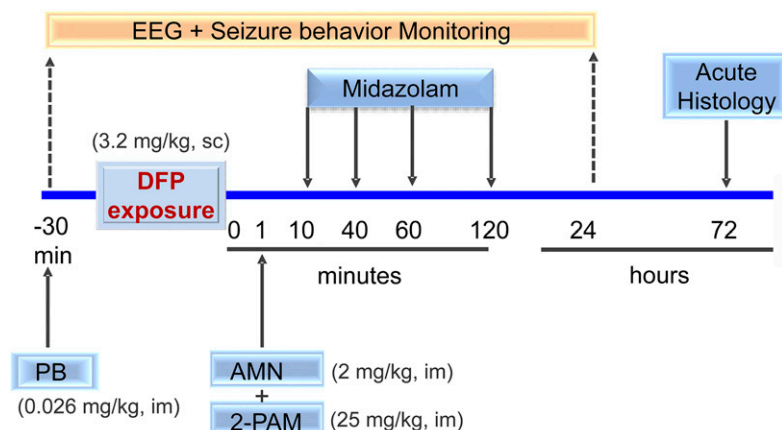 EEG + Seizure behavior Monitoring
Midazolam
Acute
Histology
(3.2 mg/kg, sc)
DFP
exposure
-30
min
0 1 10 40 60 120 24 72
minutes hours
PB
(0.026 mg/kg, im)
AMN (2 mg/kg, im)
+
2-PAM (25 mg/kg, im)